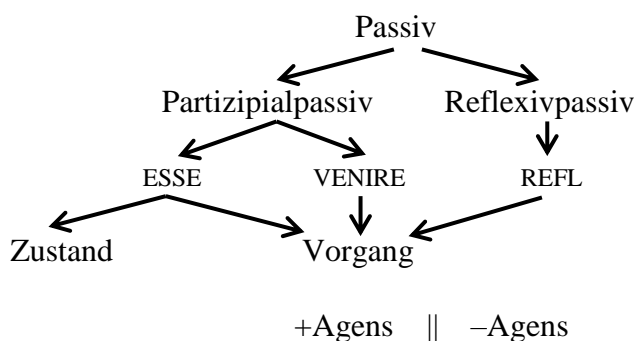 Passiv
Partizipialpassiv Reflexivpassiv
ESSE VENIRE REFL
Zustand Vorgang
+Agens || –Agens